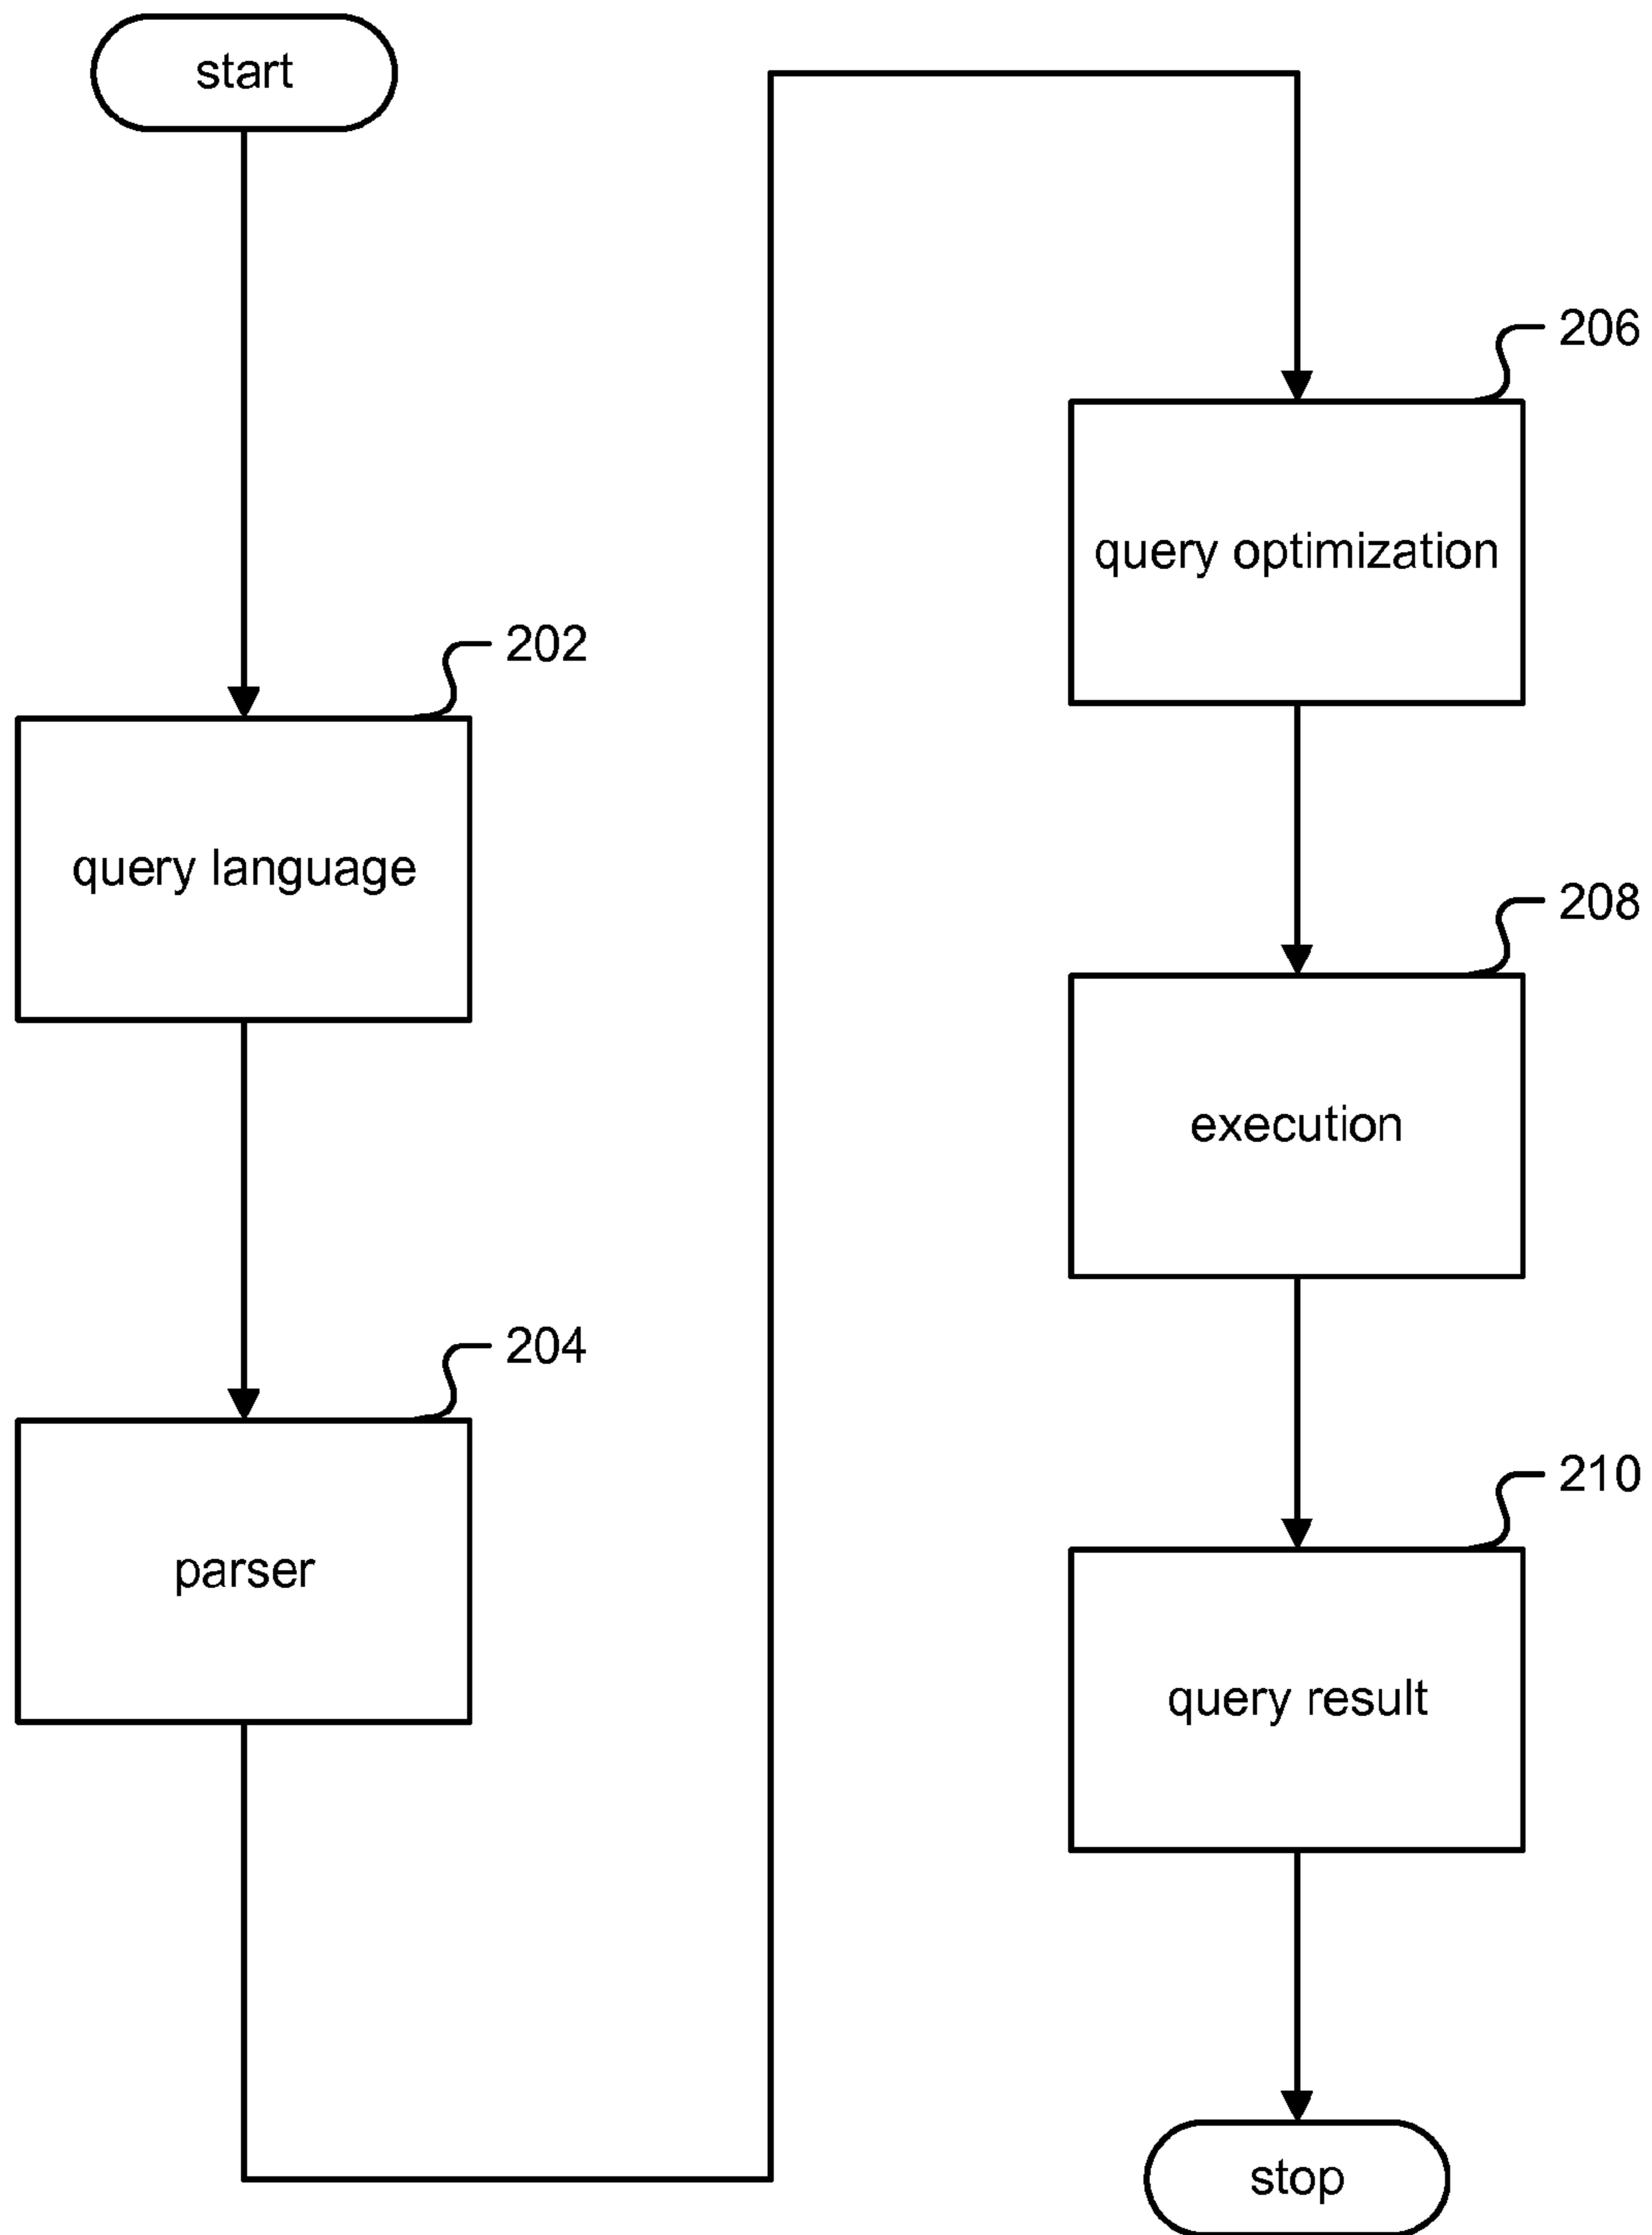 start
202
query language
204
parser
206
query optimization
208
execution
210
query result
stop